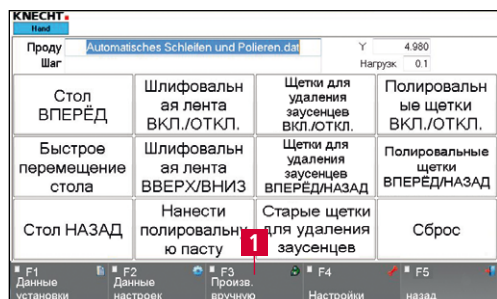 KNECHT
Hand
Проду Automatisches Schleifen und Polieren.dat Y 4.980
Шаг Нагрузк 0.1
Стол
ВПЕРЁД
Шлифовальн
ая лента
ВКЛ./ОТКЛ.
Щетки для
удаления
заусенцев
ВКЛ./ОТКЛ.
Полировальн
ые щетки
ВКЛ./ОТКЛ.
Быстрое
перемещение
стола
Шлифовальн
ая лента
ВВЕРХ/ВНИЗ
Щетки для
удаления
заусенцев
ВПЕРЁД/НАЗАД
Полировальные
щетки
ВПЕРЁД/НАЗАД
Стол НАЗАД
Нанести
полировальну
ю пасту
Старые щетки
для удаления
заусенцев
Сброс
1
F1
Данные
установки
F2
Данные
настроек
F3
Произв.
вручную
F4
Настройки
F5
назад